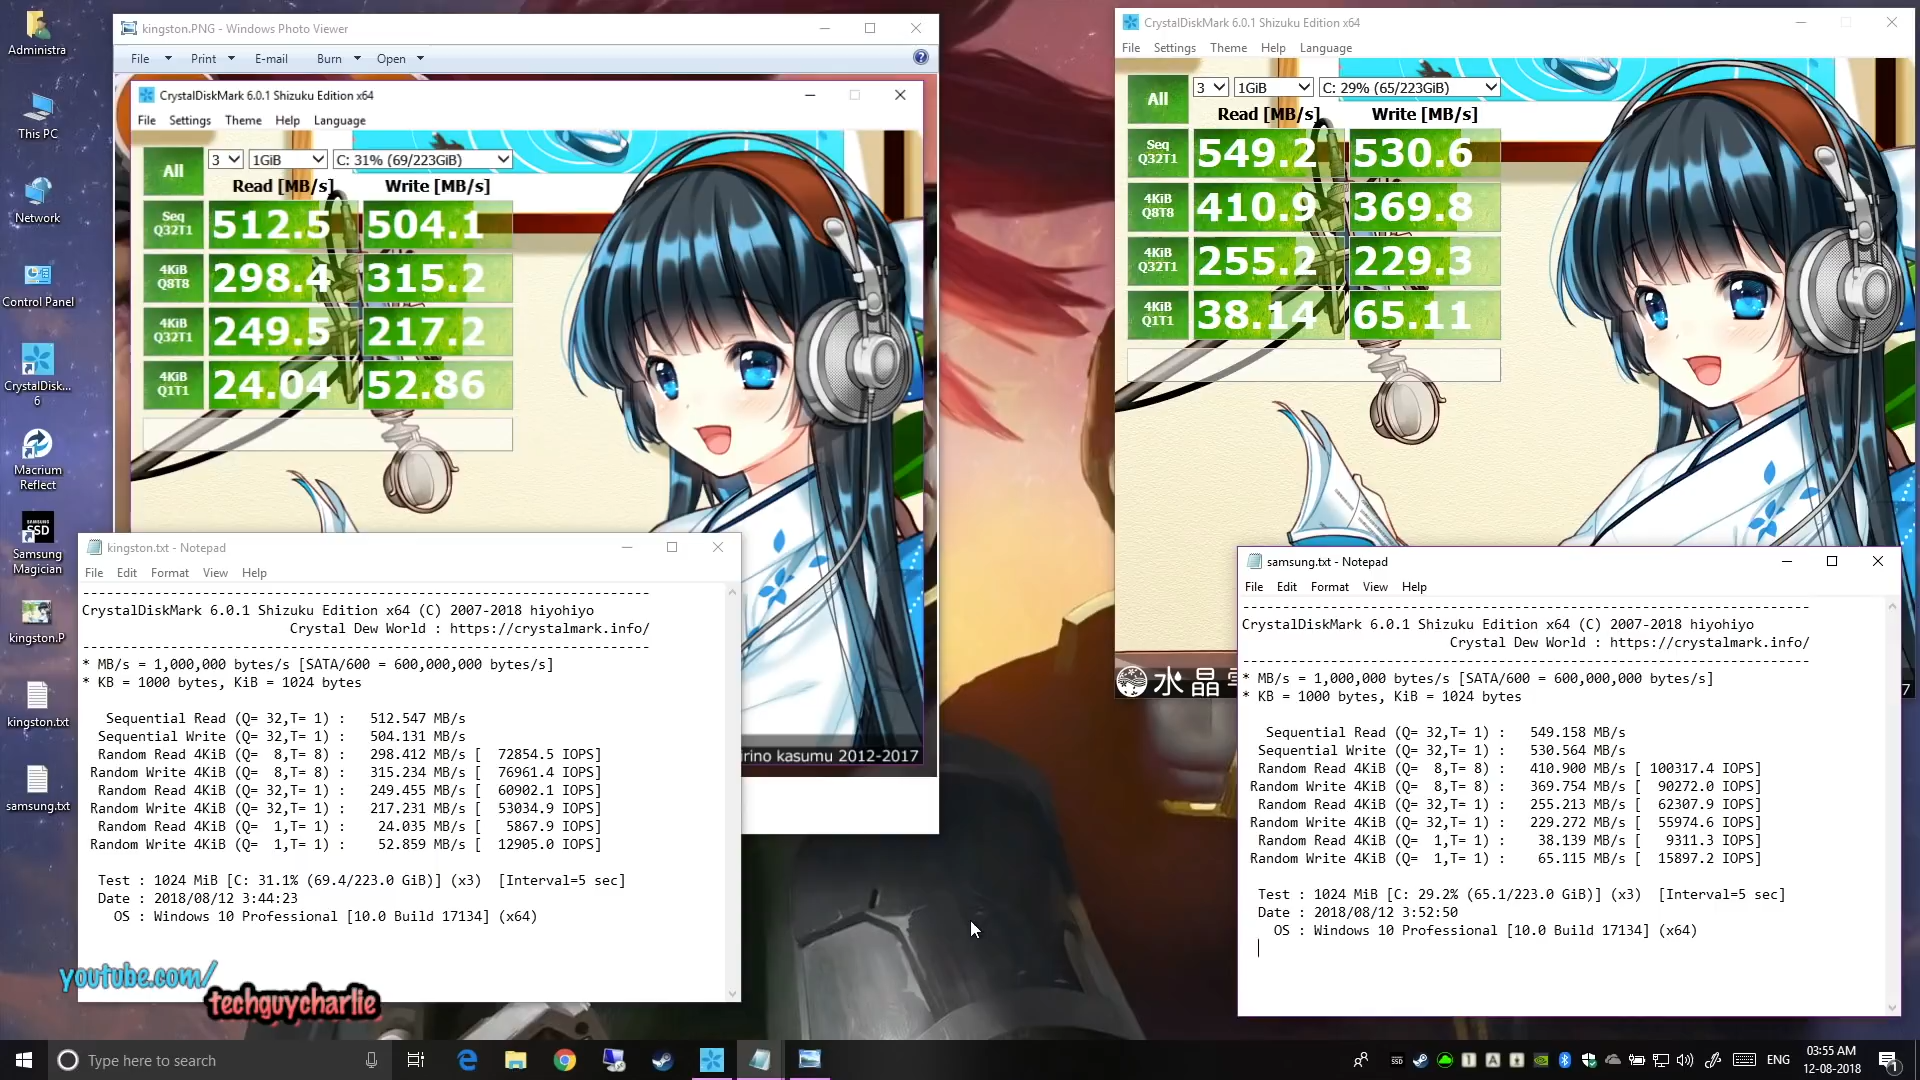 Administra
This PC
Network
Control Panel
CrystalDisk...
6
Macrium
Reflect
SAMSUNG
SSD
Samsung
Magician
kingston.P
kingston.txt
samsung.txt
kingston.PNG - Windows Photo Viewer
File Print E-mail Burn Open
CrystalDiskMark 6.0.1 Shizuku Edition x64
File Settings Theme Help Language
All 3 1GiB C: 31% (69/223GiB)
Read [MB/s] Write [MB/s]
Seq
Q32T1 512.5 504.1
4KiB
Q8T8 298.4 315.2
4KiB
Q32T1 249.5 217.2
4KiB
Q1T1 24.04 52.86
irino kasumu 2012-2017
kingston.txt - Notepad
File Edit Format View Help
-----------------------------------------------------------------------
CrystalDiskMark 6.0.1 Shizuku Edition x64 (C) 2007-2018 hiyohiyo
Crystal Dew World : https://crystalmark.info/
-----------------------------------------------------------------------
* MB/s = 1,000,000 bytes/s [SATA/600 = 600,000,000 bytes/s]
* KB = 1000 bytes, KiB = 1024 bytes
Sequential Read (Q= 32,T= 1) : 512.547 MB/s
Sequential Write (Q= 32,T= 1) : 504.131 MB/s
Random Read 4KiB (Q= 8,T= 8) : 298.412 MB/s [ 72854.5 IOPS]
Random Write 4KiB (Q= 8,T= 8) : 315.234 MB/s [ 76961.4 IOPS]
Random Read 4KiB (Q= 32,T= 1) : 249.455 MB/s [ 60902.1 IOPS]
Random Write 4KiB (Q= 32,T= 1) : 217.231 MB/s [ 53034.9 IOPS]
Random Read 4KiB (Q= 1,T= 1) : 24.035 MB/s [ 5867.9 IOPS]
Random Write 4KiB (Q= 1,T= 1) : 52.859 MB/s [ 12905.0 IOPS]
Test : 1024 MiB [C: 31.1% (69.4/223.0 GiB)] (x3) [Interval=5 sec]
Date : 2018/08/12 3:44:23
OS : Windows 10 Professional [10.0 Build 17134] (x64)
youtube.com/
techguycharlie
CrystalDiskMark 6.0.1 Shizuku Edition x64
File Settings Theme Help Language
All 3 1GiB C: 29% (65/223GiB)
Read [MB/s] Write [MB/s]
Seq
Q32T1 549.2 530.6
4KiB
Q8T8 410.9 369.8
4KiB
Q32T1 255.2 229.3
4KiB
Q1T1 38.14 65.11
水晶
7
samsung.txt - Notepad
File Edit Format View Help
-----------------------------------------------------------------------
CrystalDiskMark 6.0.1 Shizuku Edition x64 (C) 2007-2018 hiyohiyo
Crystal Dew World : https://crystalmark.info/
-----------------------------------------------------------------------
* MB/s = 1,000,000 bytes/s [SATA/600 = 600,000,000 bytes/s]
* KB = 1000 bytes, KiB = 1024 bytes
Sequential Read (Q= 32,T= 1) : 549.158 MB/s
Sequential Write (Q= 32,T= 1) : 530.564 MB/s
Random Read 4KiB (Q= 8,T= 8) : 410.900 MB/s [ 100317.4 IOPS]
Random Write 4KiB (Q= 8,T= 8) : 369.754 MB/s [ 90272.0 IOPS]
Random Read 4KiB (Q= 32,T= 1) : 255.213 MB/s [ 62307.9 IOPS]
Random Write 4KiB (Q= 32,T= 1) : 229.272 MB/s [ 55974.6 IOPS]
Random Read 4KiB (Q= 1,T= 1) : 38.139 MB/s [ 9311.3 IOPS]
Random Write 4KiB (Q= 1,T= 1) : 65.115 MB/s [ 15897.2 IOPS]
Test : 1024 MiB [C: 29.2% (65.1/223.0 GiB)] (x3) [Interval=5 sec]
Date : 2018/08/12 3:52:50
OS : Windows 10 Professional [10.0 Build 17134] (x64)
Type here to search
ENG
03:55 AM
12-08-2018